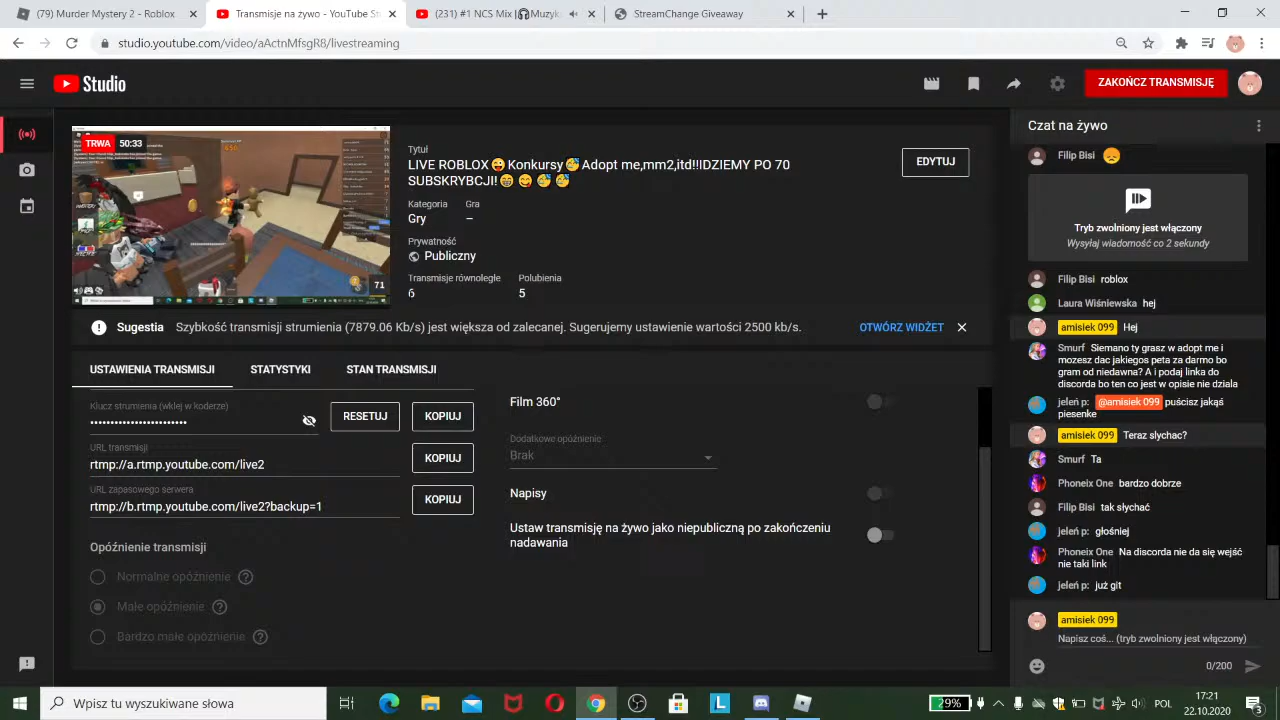 (79) Murder Mystery 2 - Roblox
Transmisje na żywo - YouTube St
(231) #1 NCS Mix |🎧Muzyk
StreamChange Giveaway
studio.youtube.com/video/aActnMfsgR8/livestreaming
Studio
ZAKOŃCZ TRANSMISJĘ
TRWA 50:33
71
Tytuł
LIVE ROBLOX😜Konkursy🥳Adopt me,mm2,itd!!!IDZIEMY PO 70
SUBSKRYBCJI!😁 😋 🥳 🥳
EDYTUJ
Kategoria Gra
Gry –
Prywatność
Publiczny
Transmisje równoległe Polubienia
6 5
Sugestia Szybkość transmisji strumienia (7879.06 Kb/s) jest większa od zalecanej. Sugerujemy ustawienie wartości 2500 kb/s.
OTWÓRZ WIDŻET
USTAWIENIA TRANSMISJI STATYSTYKI STAN TRANSMISJI
Klucz strumienia (wklej w koderze)
••••••••••••••••••••••••
RESETUJ KOPIUJ
URL transmisji
rtmp://a.rtmp.youtube.com/live2
KOPIUJ
URL zapasowego serwera
rtmp://b.rtmp.youtube.com/live2?backup=1
KOPIUJ
Opóźnienie transmisji
Normalne opóźnienie
Małe opóźnienie
Bardzo małe opóźnienie
Film 360°
Dodatkowe opóźnienie
Brak
Napisy
Ustaw transmisję na żywo jako niepubliczną po zakończeniu
nadawania
Czat na żywo
Filip Bisi 😞
Tryb zwolniony jest włączony
Wysyłaj wiadomość co 2 sekundy
Filip Bisi roblox
Laura Wiśniewska hej
amisiek 099 Hej
Smurf Siemano ty grasz w adopt me i
mozesz dac jakiegos peta za darmo bo
gram od niedawna? A i podaj linka do
discorda bo ten co jest w opisie nie dziala
jeleń p: @amisiek 099 puścisz jakąś
piesenke
amisiek 099 Teraz slychac?
Smurf Ta
Phoneix One bardzo dobrze
Filip Bisi tak słychać
jeleń p: głośniej
Phoneix One Na discorda nie da się wejść
nie taki link
jeleń p: już git
amisiek 099
Napisz coś... (tryb zwolniony jest włączony)
0/200
Wpisz tu wyszukiwane słowa
29%
POL
17:21
22.10.2020
3